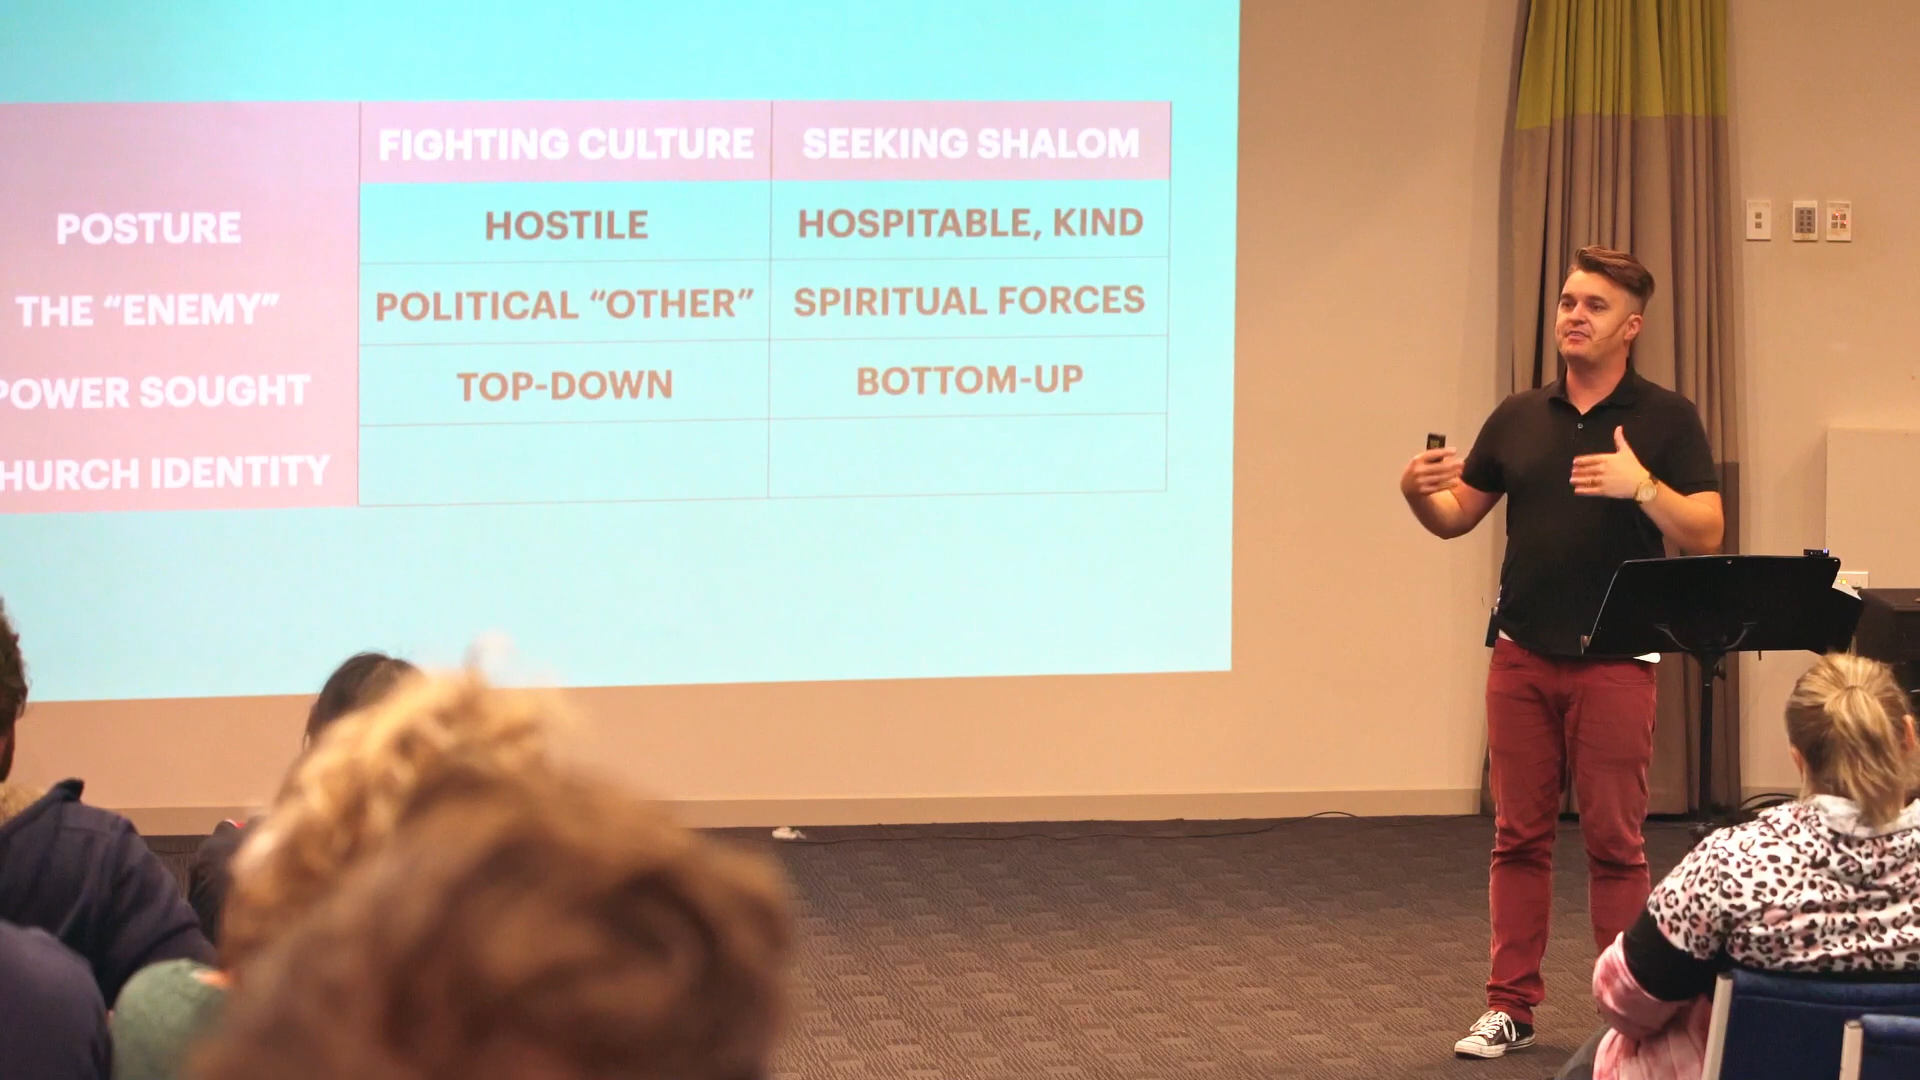 FIGHTING CULTURE SEEKING SHALOM
POSTURE HOSTILE HOSPITABLE, KIND
THE “ENEMY” POLITICAL “OTHER” SPIRITUAL FORCES
POWER SOUGHT TOP-DOWN BOTTOM-UP
HURCH IDENTITY